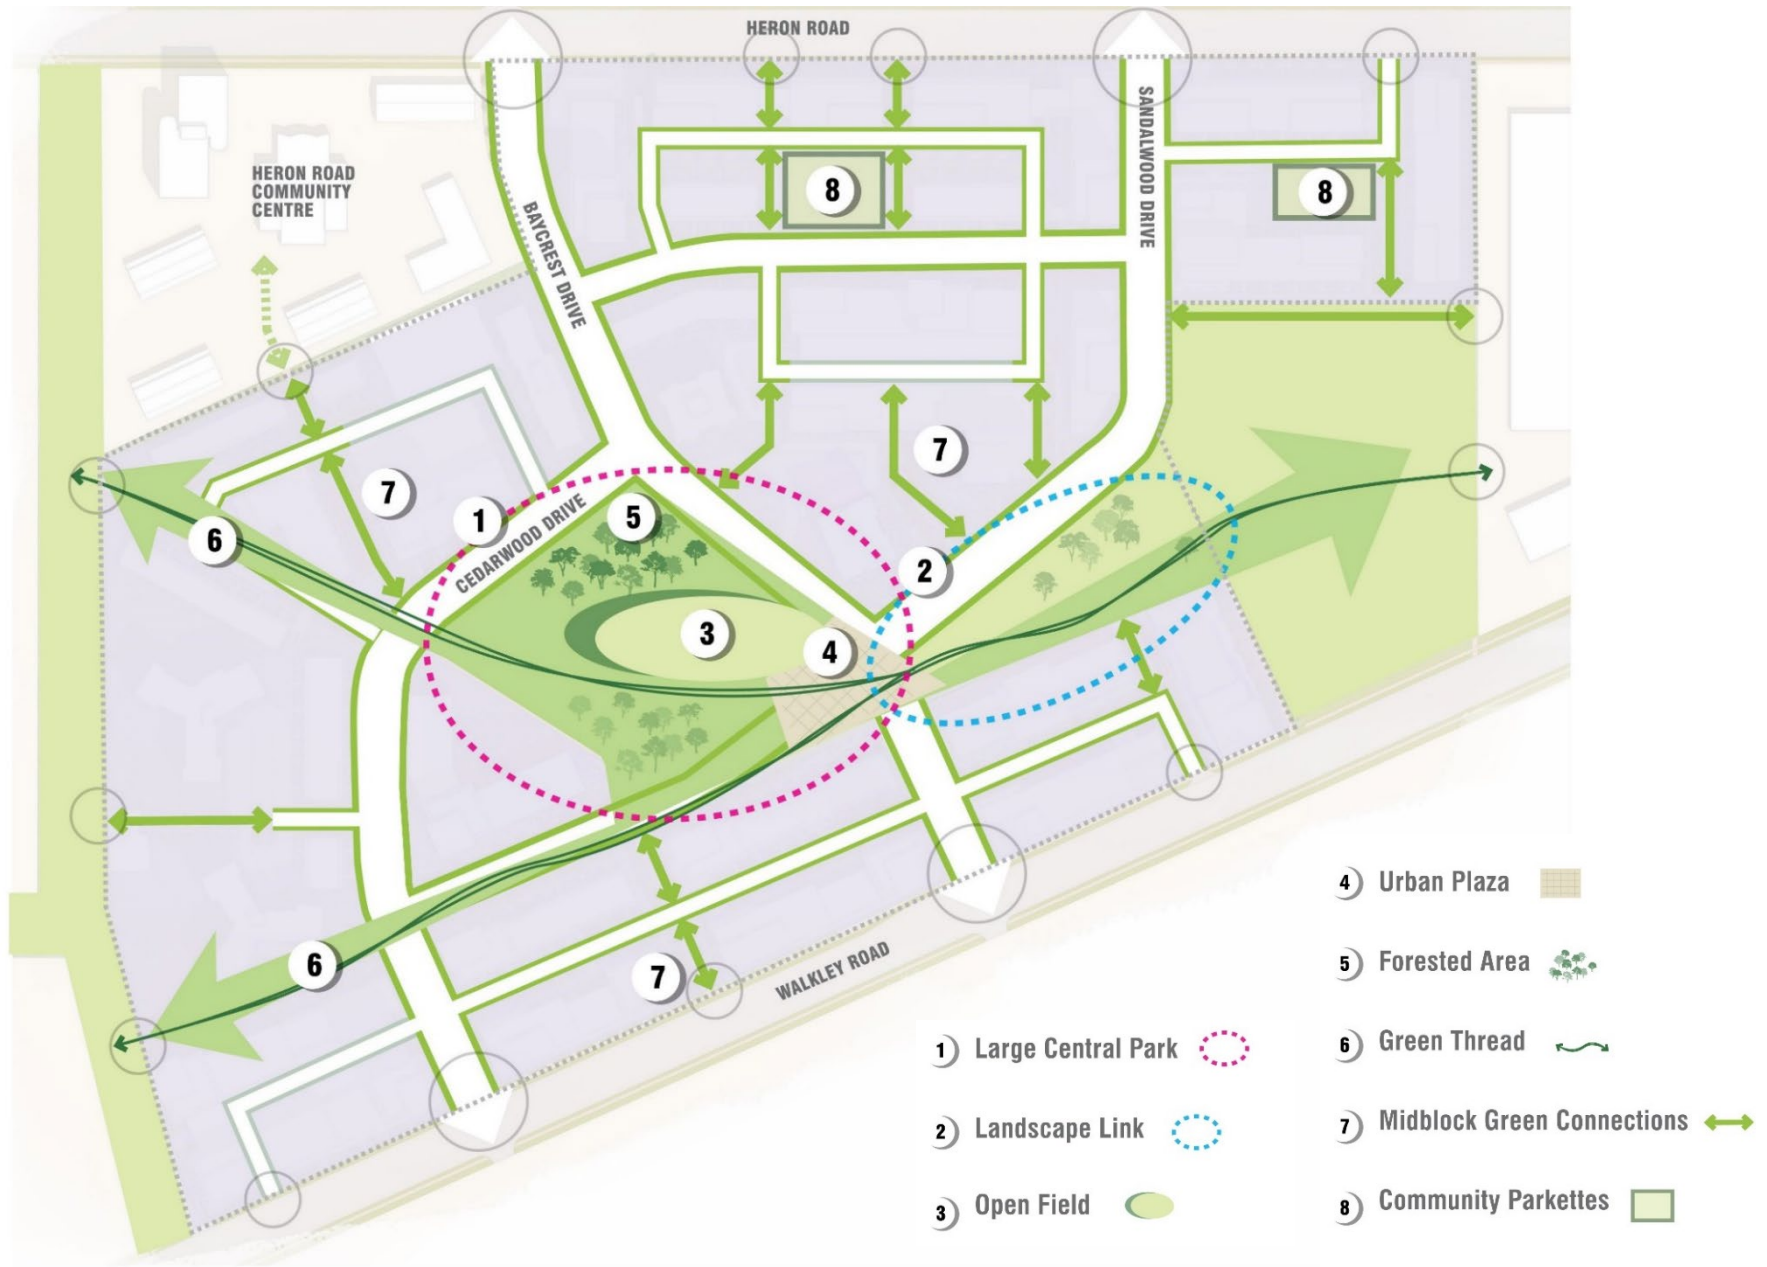 HERON ROAD
SANDALWOOD DRIVE
HERON ROAD
COMMUNITY
CENTRE
8
8
BAYCREST DRIVE
7
7
1
5
CEDARWOOD DRIVE
6
2
3
4
6
7
WALKLEY ROAD
4 Urban Plaza
5 Forested Area
1 Large Central Park
6 Green Thread
2 Landscape Link
7 Midblock Green Connections
3 Open Field
8 Community Parkettes